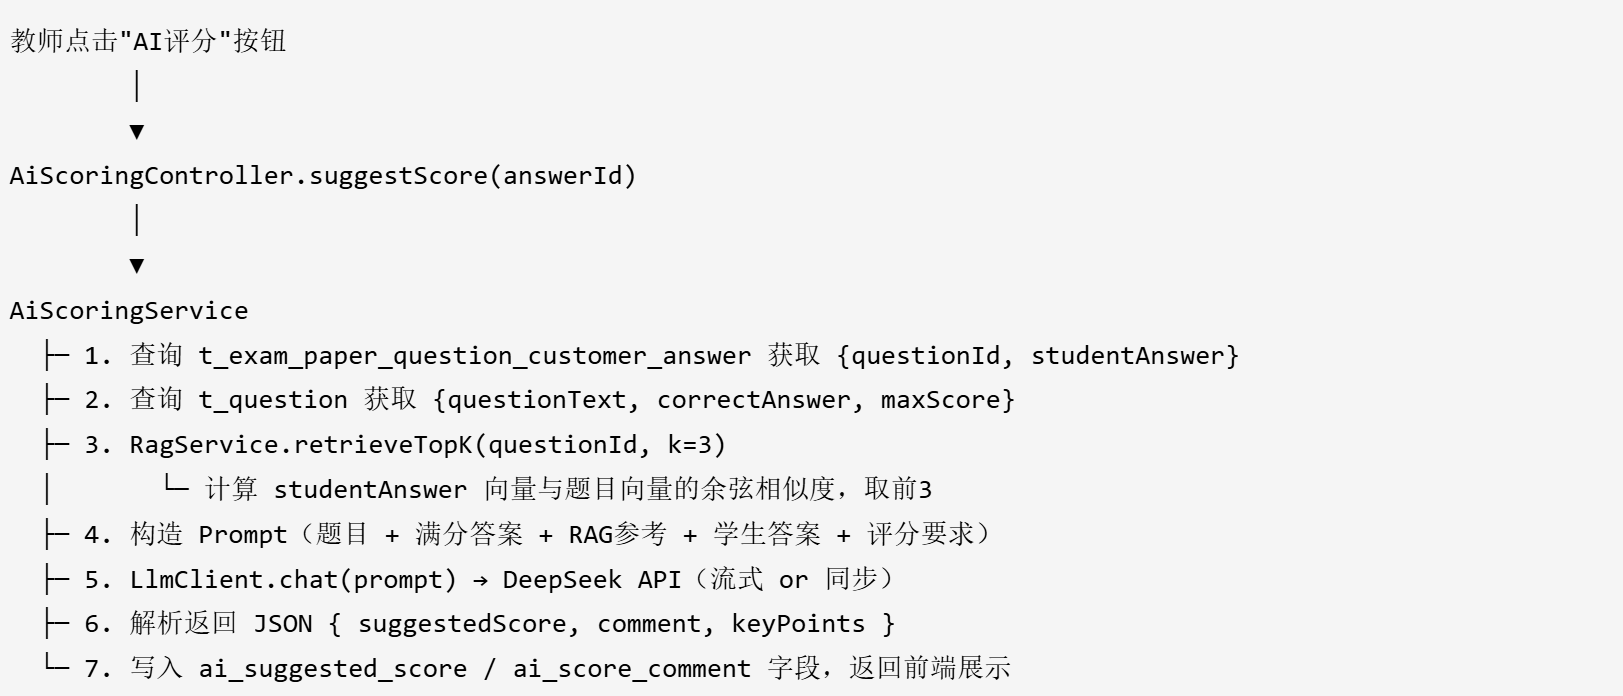 教师点击"AI评分"按钮
│
▼
AiScoringController.suggestScore(answerId)
│
▼
AiScoringService
├─ 1. 查询 t_exam_paper_question_customer_answer 获取 {questionId, studentAnswer}
├─ 2. 查询 t_question 获取 {questionText, correctAnswer, maxScore}
├─ 3. RagService.retrieveTopK(questionId, k=3)
│      └─ 计算 studentAnswer 向量与题目向量的余弦相似度，取前3
├─ 4. 构造 Prompt（题目 + 满分答案 + RAG参考 + 学生答案 + 评分要求）
├─ 5. LlmClient.chat(prompt) → DeepSeek API（流式 or 同步）
├─ 6. 解析返回 JSON { suggestedScore, comment, keyPoints }
└─ 7. 写入 ai_suggested_score / ai_score_comment 字段，返回前端展示